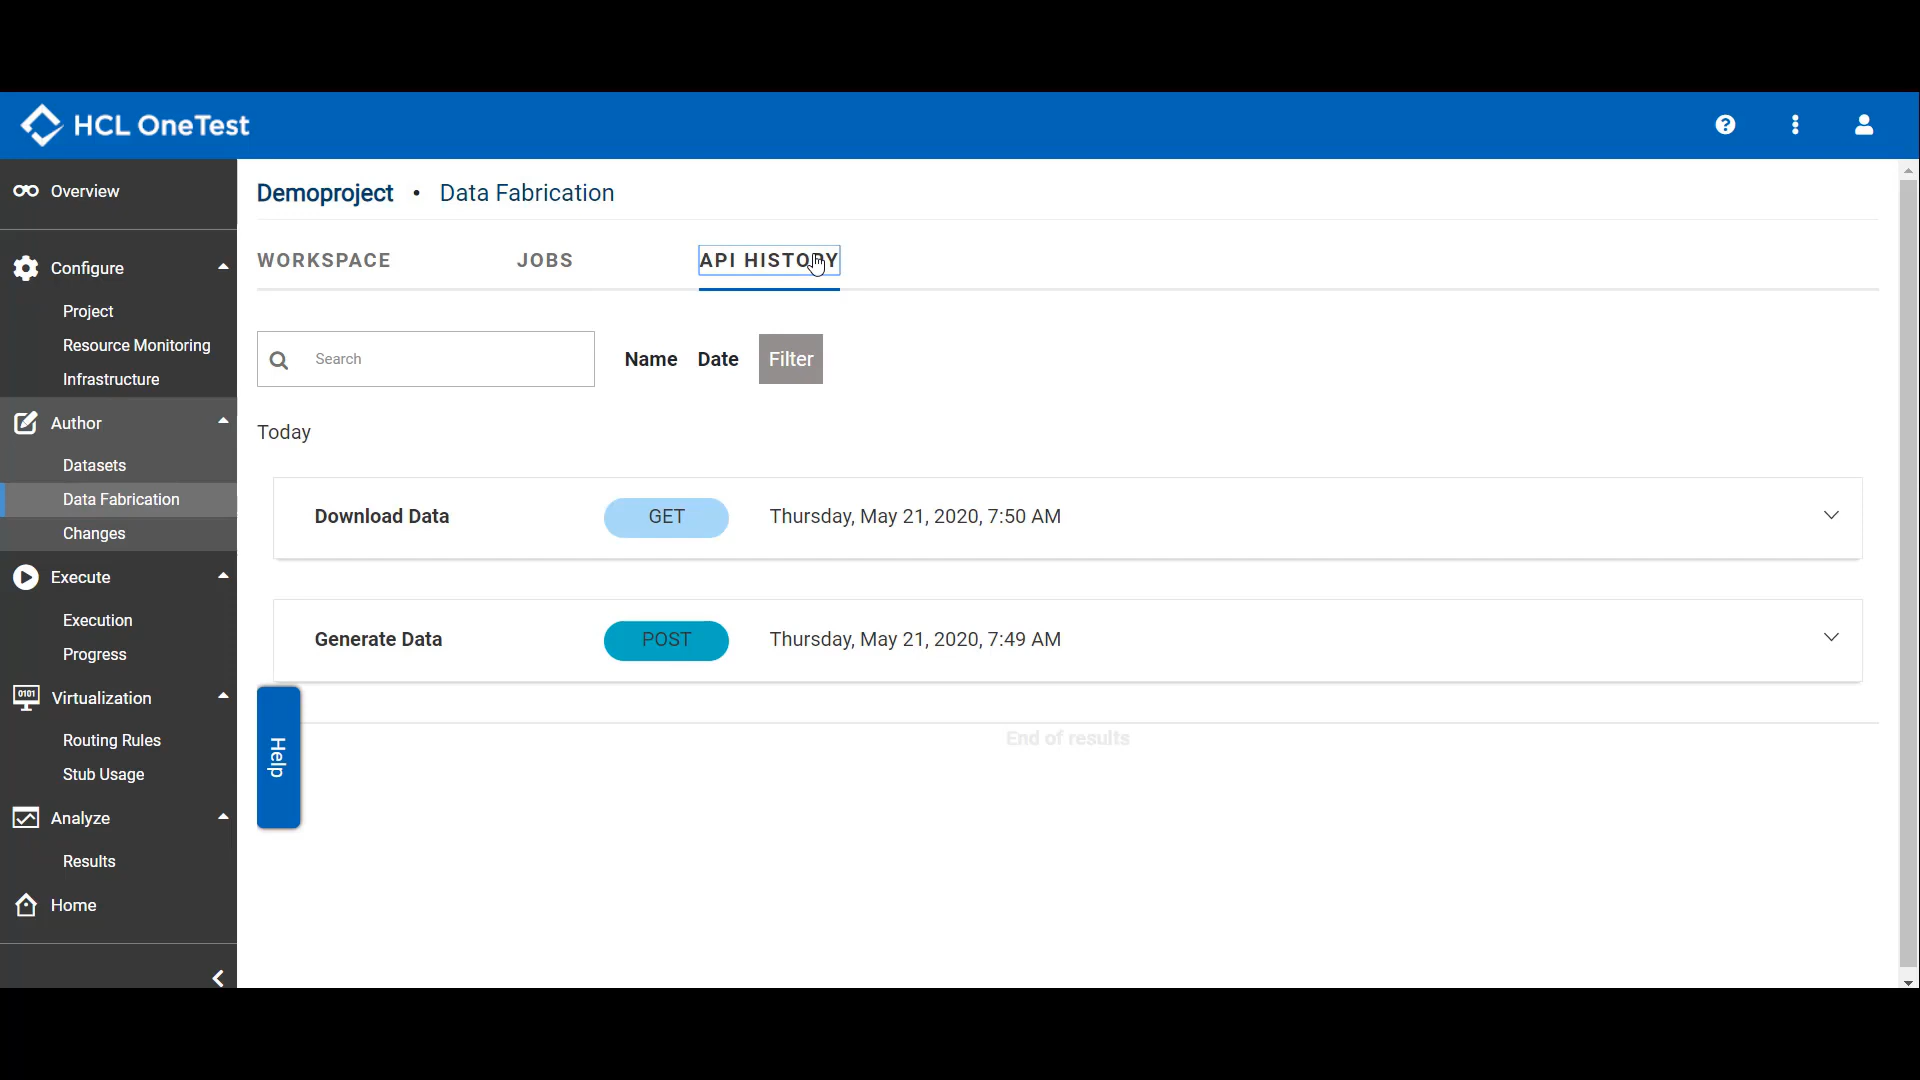 HCL OneTest
Overview
Configure
Project
Resource Monitoring
Infrastructure
Author
Datasets
Data Fabrication
Changes
Execute
Execution
Progress
0101 Virtualization
Routing Rules
Stub Usage
Analyze
Results
Home
Demoproject • Data Fabrication
WORKSPACE JOBS API HISTORY
Search Name Date Filter
Today
Download Data GET Thursday, May 21, 2020, 7:50 AM
Generate Data POST Thursday, May 21, 2020, 7:49 AM
End of results
Help